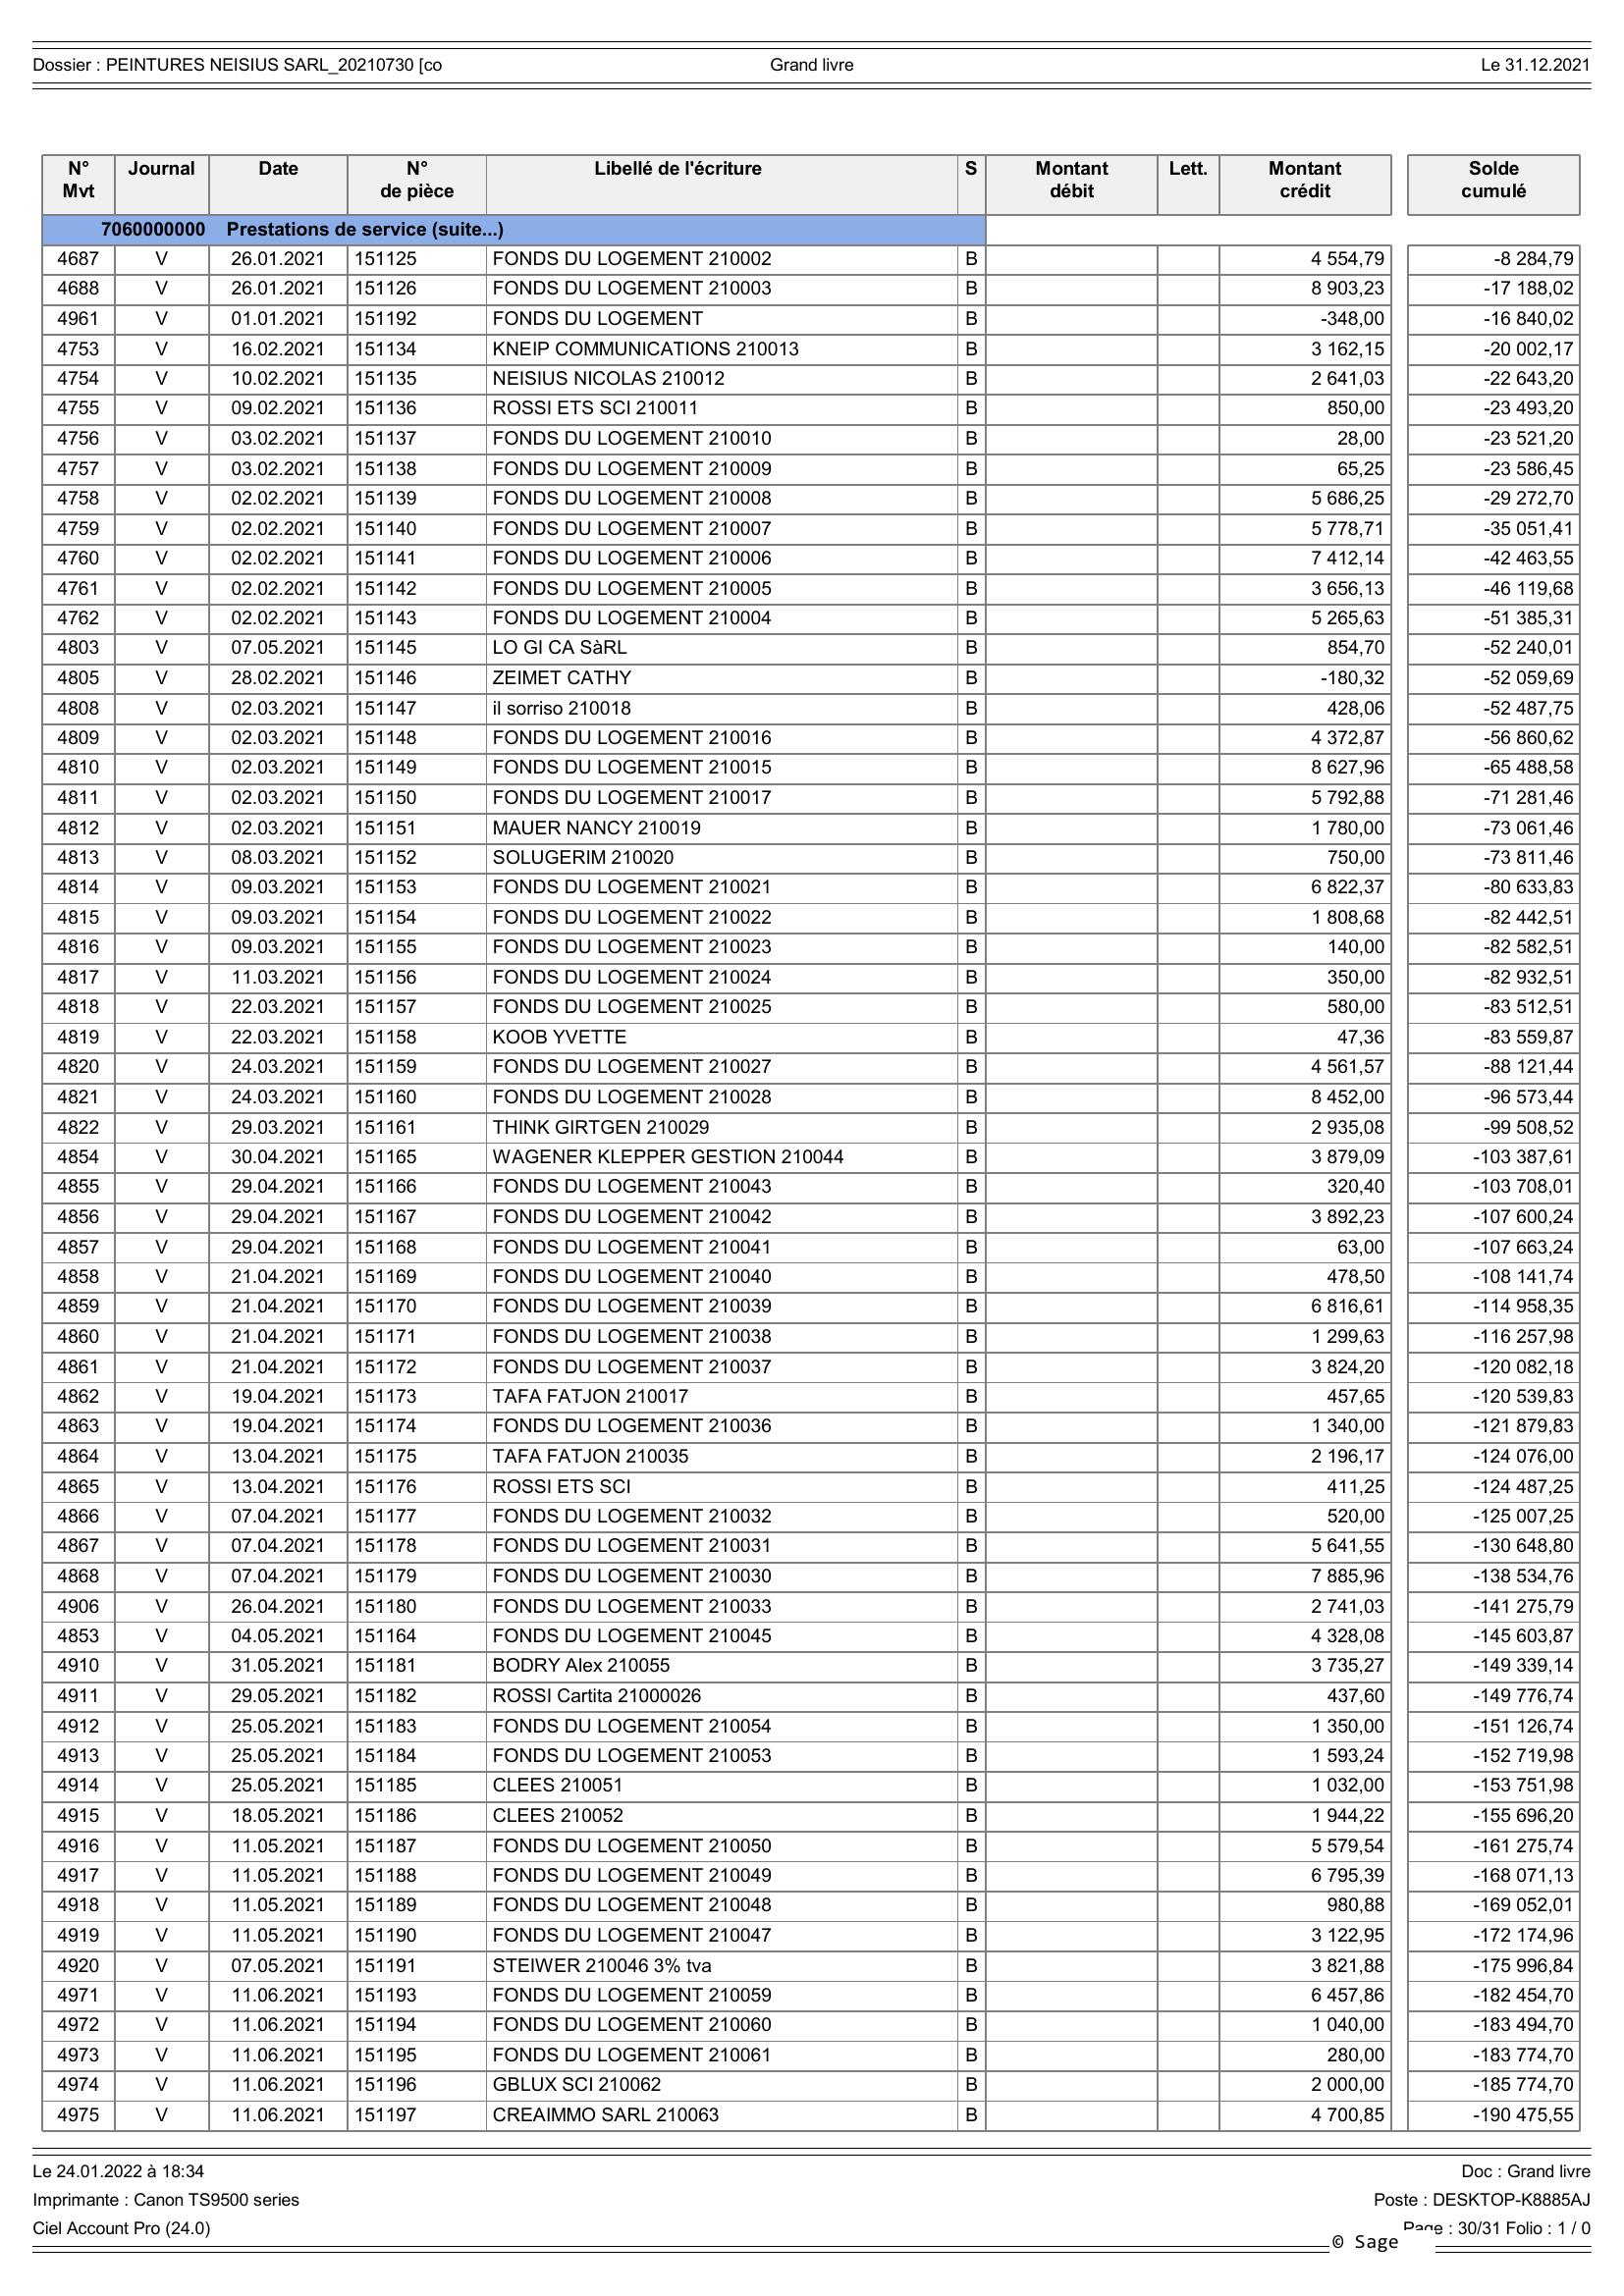 Dossier : PEINTURES NEISIUS SARL_20210730 [co Grand livre Le 31.12.2021
N° Mvt Journal Date N° de pièce Libellé de l'écriture S Montant débit Lett. Montant crédit Solde cumulé
7060000000 Prestations de service (suite...)
4687 V 26.01.2021 151125 FONDS DU LOGEMENT 210002 B 4 554,79 -8 284,79
4688 V 26.01.2021 151126 FONDS DU LOGEMENT 210003 B 8 903,23 -17 188,02
4961 V 01.01.2021 151192 FONDS DU LOGEMENT B -348,00 -16 840,02
4753 V 16.02.2021 151134 KNEIP COMMUNICATIONS 210013 B 3 162,15 -20 002,17
4754 V 10.02.2021 151135 NEISIUS NICOLAS 210012 B 2 641,03 -22 643,20
4755 V 09.02.2021 151136 ROSSI ETS SCI 210011 B 850,00 -23 493,20
4756 V 03.02.2021 151137 FONDS DU LOGEMENT 210010 B 28,00 -23 521,20
4757 V 03.02.2021 151138 FONDS DU LOGEMENT 210009 B 65,25 -23 586,45
4758 V 02.02.2021 151139 FONDS DU LOGEMENT 210008 B 5 686,25 -29 272,70
4759 V 02.02.2021 151140 FONDS DU LOGEMENT 210007 B 5 778,71 -35 051,41
4760 V 02.02.2021 151141 FONDS DU LOGEMENT 210006 B 7 412,14 -42 463,55
4761 V 02.02.2021 151142 FONDS DU LOGEMENT 210005 B 3 656,13 -46 119,68
4762 V 02.02.2021 151143 FONDS DU LOGEMENT 210004 B 5 265,63 -51 385,31
4803 V 07.05.2021 151145 LO GI CA SàRL B 854,70 -52 240,01
4805 V 28.02.2021 151146 ZEIMET CATHY B -180,32 -52 059,69
4808 V 02.03.2021 151147 il sorriso 210018 B 428,06 -52 487,75
4809 V 02.03.2021 151148 FONDS DU LOGEMENT 210016 B 4 372,87 -56 860,62
4810 V 02.03.2021 151149 FONDS DU LOGEMENT 210015 B 8 627,96 -65 488,58
4811 V 02.03.2021 151150 FONDS DU LOGEMENT 210017 B 5 792,88 -71 281,46
4812 V 02.03.2021 151151 MAUER NANCY 210019 B 1 780,00 -73 061,46
4813 V 08.03.2021 151152 SOLUGERIM 210020 B 750,00 -73 811,46
4814 V 09.03.2021 151153 FONDS DU LOGEMENT 210021 B 6 822,37 -80 633,83
4815 V 09.03.2021 151154 FONDS DU LOGEMENT 210022 B 1 808,68 -82 442,51
4816 V 09.03.2021 151155 FONDS DU LOGEMENT 210023 B 140,00 -82 582,51
4817 V 11.03.2021 151156 FONDS DU LOGEMENT 210024 B 350,00 -82 932,51
4818 V 22.03.2021 151157 FONDS DU LOGEMENT 210025 B 580,00 -83 512,51
4819 V 22.03.2021 151158 KOOB YVETTE B 47,36 -83 559,87
4820 V 24.03.2021 151159 FONDS DU LOGEMENT 210027 B 4 561,57 -88 121,44
4821 V 24.03.2021 151160 FONDS DU LOGEMENT 210028 B 8 452,00 -96 573,44
4822 V 29.03.2021 151161 THINK GIRTGEN 210029 B 2 935,08 -99 508,52
4854 V 30.04.2021 151165 WAGENER KLEPPER GESTION 210044 B 3 879,09 -103 387,61
4855 V 29.04.2021 151166 FONDS DU LOGEMENT 210043 B 320,40 -103 708,01
4856 V 29.04.2021 151167 FONDS DU LOGEMENT 210042 B 3 892,23 -107 600,24
4857 V 29.04.2021 151168 FONDS DU LOGEMENT 210041 B 63,00 -107 663,24
4858 V 21.04.2021 151169 FONDS DU LOGEMENT 210040 B 478,50 -108 141,74
4859 V 21.04.2021 151170 FONDS DU LOGEMENT 210039 B 6 816,61 -114 958,35
4860 V 21.04.2021 151171 FONDS DU LOGEMENT 210038 B 1 299,63 -116 257,98
4861 V 21.04.2021 151172 FONDS DU LOGEMENT 210037 B 3 824,20 -120 082,18
4862 V 19.04.2021 151173 TAFA FATJON 210017 B 457,65 -120 539,83
4863 V 19.04.2021 151174 FONDS DU LOGEMENT 210036 B 1 340,00 -121 879,83
4864 V 13.04.2021 151175 TAFA FATJON 210035 B 2 196,17 -124 076,00
4865 V 13.04.2021 151176 ROSSI ETS SCI B 411,25 -124 487,25
4866 V 07.04.2021 151177 FONDS DU LOGEMENT 210032 B 520,00 -125 007,25
4867 V 07.04.2021 151178 FONDS DU LOGEMENT 210031 B 5 641,55 -130 648,80
4868 V 07.04.2021 151179 FONDS DU LOGEMENT 210030 B 7 885,96 -138 534,76
4906 V 26.04.2021 151180 FONDS DU LOGEMENT 210033 B 2 741,03 -141 275,79
4853 V 04.05.2021 151164 FONDS DU LOGEMENT 210045 B 4 328,08 -145 603,87
4910 V 31.05.2021 151181 BODRY Alex 210055 B 3 735,27 -149 339,14
4911 V 29.05.2021 151182 ROSSI Cartita 21000026 B 437,60 -149 776,74
4912 V 25.05.2021 151183 FONDS DU LOGEMENT 210054 B 1 350,00 -151 126,74
4913 V 25.05.2021 151184 FONDS DU LOGEMENT 210053 B 1 593,24 -152 719,98
4914 V 25.05.2021 151185 CLEES 210051 B 1 032,00 -153 751,98
4915 V 18.05.2021 151186 CLEES 210052 B 1 944,22 -155 696,20
4916 V 11.05.2021 151187 FONDS DU LOGEMENT 210050 B 5 579,54 -161 275,74
4917 V 11.05.2021 151188 FONDS DU LOGEMENT 210049 B 6 795,39 -168 071,13
4918 V 11.05.2021 151189 FONDS DU LOGEMENT 210048 B 980,88 -169 052,01
4919 V 11.05.2021 151190 FONDS DU LOGEMENT 210047 B 3 122,95 -172 174,96
4920 V 07.05.2021 151191 STEIWER 210046 3% tva B 3 821,88 -175 996,84
4971 V 11.06.2021 151193 FONDS DU LOGEMENT 210059 B 6 457,86 -182 454,70
4972 V 11.06.2021 151194 FONDS DU LOGEMENT 210060 B 1 040,00 -183 494,70
4973 V 11.06.2021 151195 FONDS DU LOGEMENT 210061 B 280,00 -183 774,70
4974 V 11.06.2021 151196 GBLUX SCI 210062 B 2 000,00 -185 774,70
4975 V 11.06.2021 151197 CREAIMMO SARL 210063 B 4 700,85 -190 475,55
Le 24.01.2022 à 18:34 Doc : Grand livre
Imprimante : Canon TS9500 series Poste : DESKTOP-K8885AJ
Ciel Account Pro (24.0) Page : 30/31 Folio : 1 / 0
© Sage